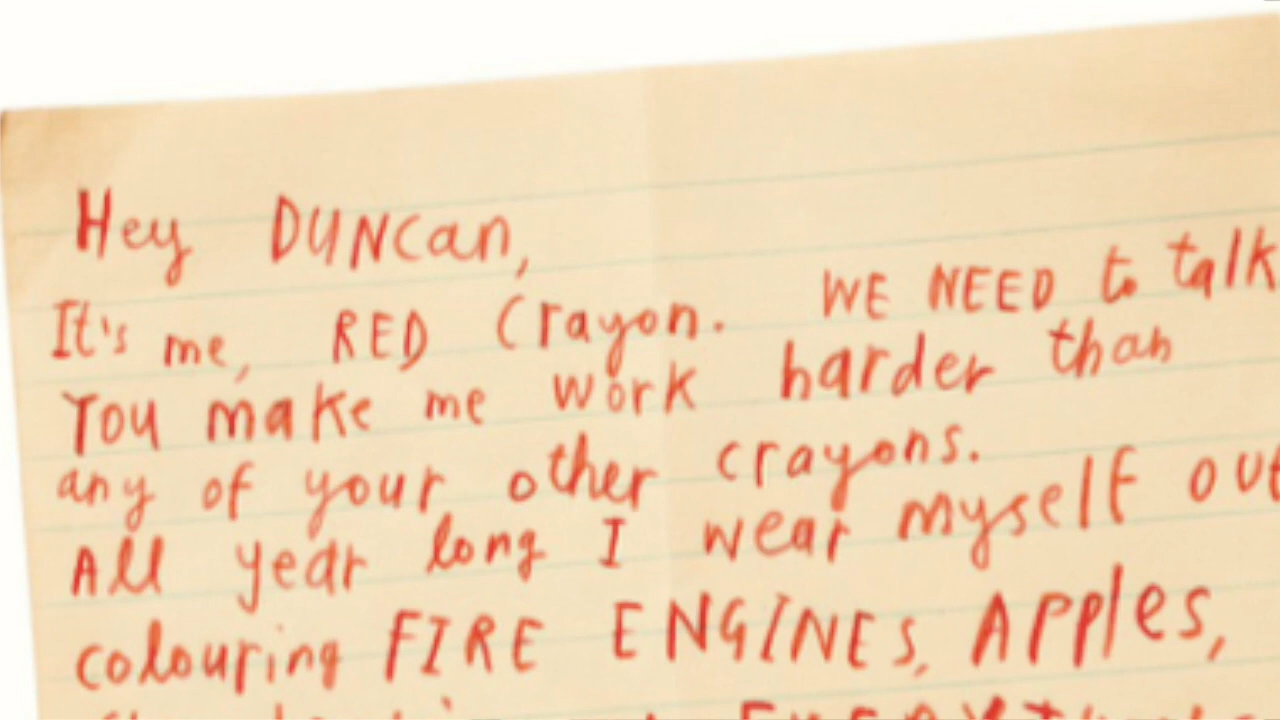 Hey DUNCan,
It's me, RED Crayon. WE NEED to talk
You make me work harder than
any of your other crayons.
All year long I wear myself out
colouring FIRE ENGINES, APPles,